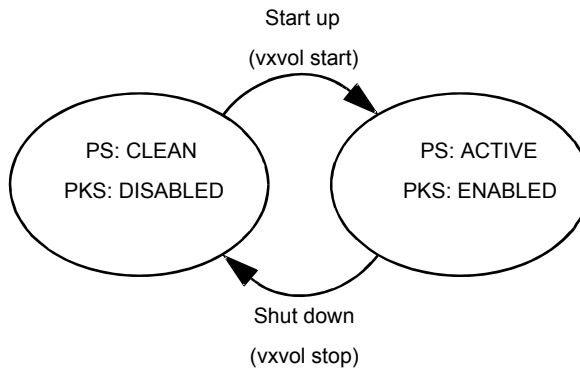 Start up
(vxvol start)
PS: CLEAN
PKS: DISABLED
PS: ACTIVE
PKS: ENABLED
Shut down
(vxvol stop)